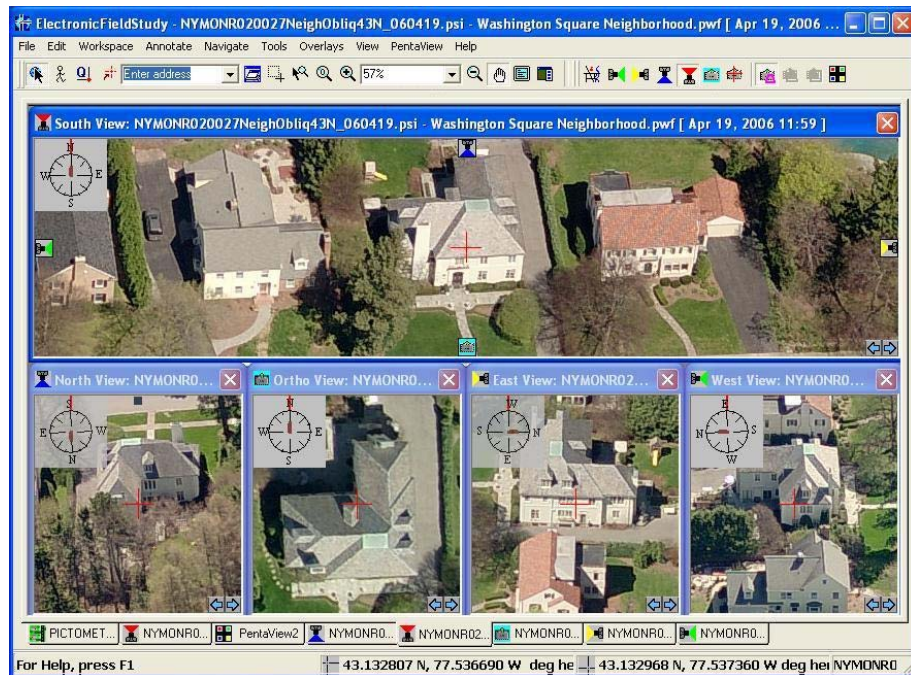 ElectronicFieldStudy - NYMONR020027NeighObliq43N_060419.psi - Washington Square Neighborhood.pwf [ Apr 19, 2006 ...
File Edit Workspace Annotate Navigate Tools Overlays View PentaView Help
Enter address 57%
South View: NYMONR020027NeighObliq43N_060419.psi - Washington Square Neighborhood.pwf [ Apr 19, 2006 11:59 ]
N
W E
S
North View: NYMONR0... Ortho View: NYMONR0... East View: NYMONR02... West View: NYMONR0...
S N W E
E W W E S N N S
N S E W
PICTOMET... NYMONR0... PentaView2 NYMONR0... NYMONR02... NYMONR0... NYMONR0... NYMONR0...
For Help, press F1 43.132807 N, 77.536690 W deg he 43.132968 N, 77.537360 W deg hei NYMONR0